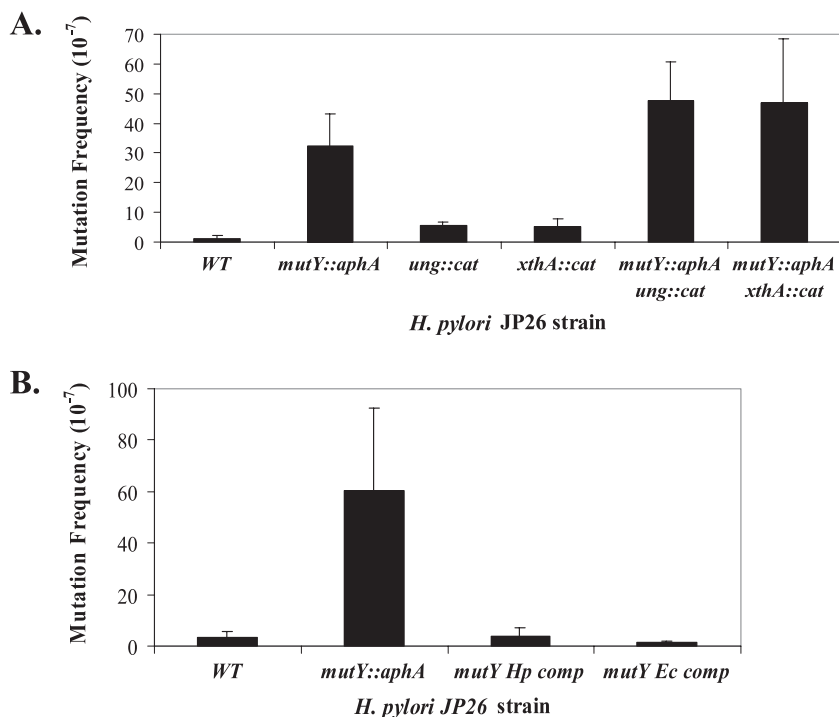 A.
Mutation Frequency (10⁻⁷)
70
60
50
40
30
20
10
0
WT mutY::aphA ung::cat xthA::cat mutY::aphA mutY::aphA
ung::cat xthA::cat
H. pylori JP26 strain
B.
Mutation Frequency (10⁻⁷)
100
80
60
40
20
0
WT mutY::aphA mutY Hp comp mutY Ec comp
H. pylori JP26 strain